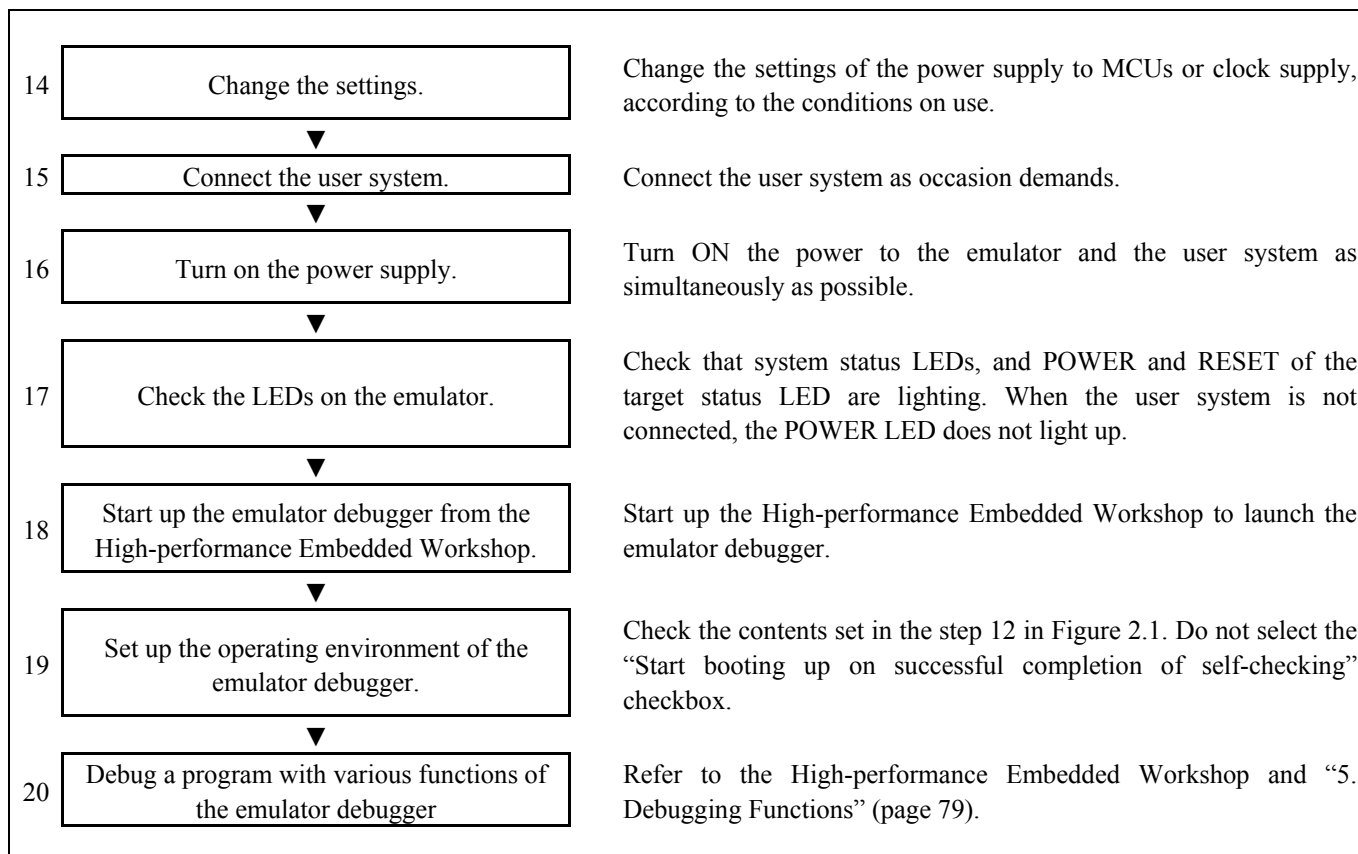 14
Change the settings.
Change the settings of the power supply to MCUs or clock supply,
according to the conditions on use.
▼
15
Connect the user system.
Connect the user system as occasion demands.
▼
16
Turn on the power supply.
Turn ON the power to the emulator and the user system as
simultaneously as possible.
▼
17
Check the LEDs on the emulator.
Check that system status LEDs, and POWER and RESET of the
target status LED are lighting. When the user system is not
connected, the POWER LED does not light up.
▼
18
Start up the emulator debugger from the
High-performance Embedded Workshop.
Start up the High-performance Embedded Workshop to launch the
emulator debugger.
▼
19
Set up the operating environment of the
emulator debugger.
Check the contents set in the step 12 in Figure 2.1. Do not select the
“Start booting up on successful completion of self-checking”
checkbox.
▼
20
Debug a program with various functions of
the emulator debugger
Refer to the High-performance Embedded Workshop and “5.
Debugging Functions” (page 79).